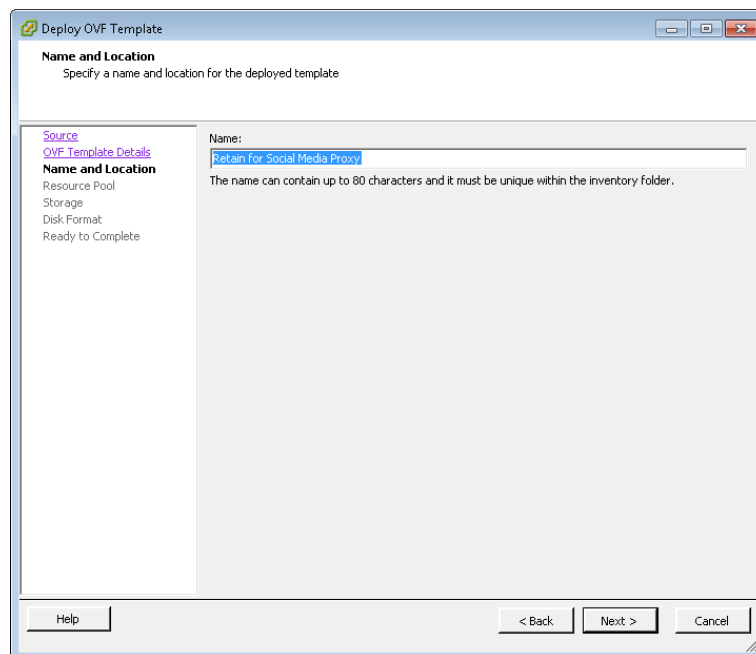 Deploy OVF Template
Name and Location
Specify a name and location for the deployed template
Source
OVF Template Details
Name and Location
Resource Pool
Storage
Disk Format
Ready to Complete
Name:
Retain for Social Media Proxy
The name can contain up to 80 characters and it must be unique within the inventory folder.
Help
< Back
Next >
Cancel